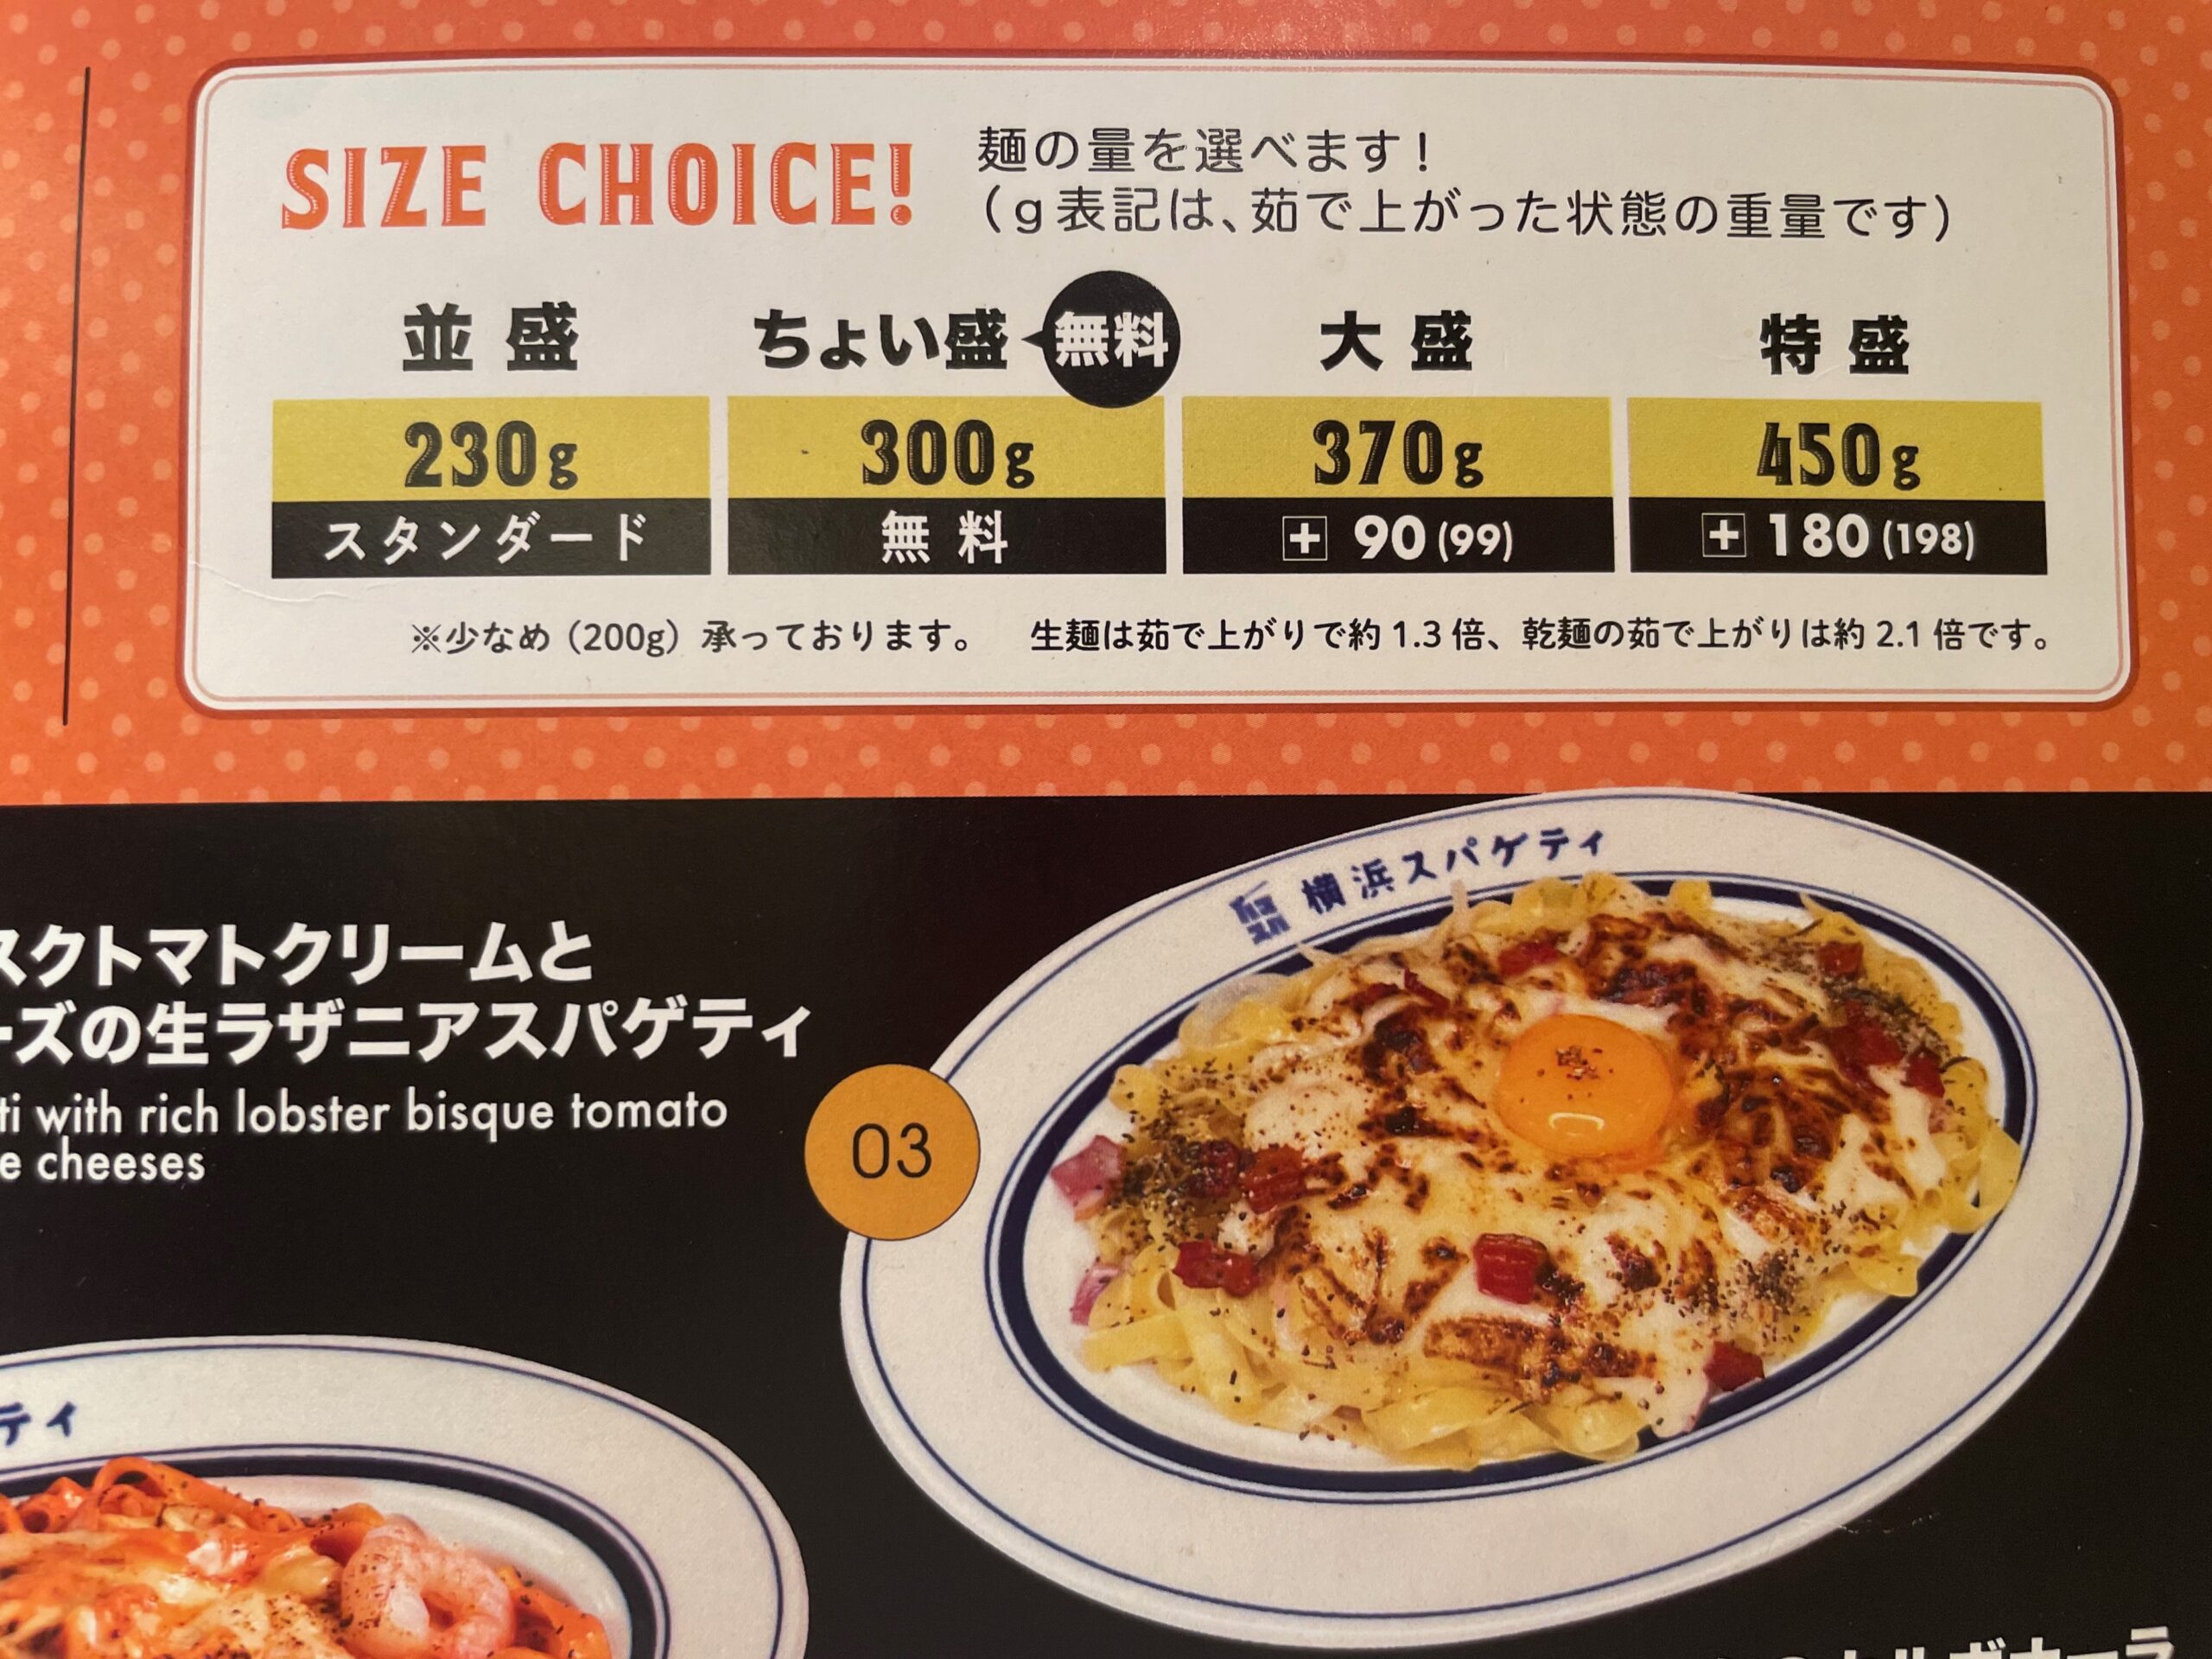 SIZE CHOICE!
麺の量を選べます!
(g表記は、茹で上がった状態の重量です)
並盛
ちょい盛
無料
大盛
特盛
230g
300g
370g
450g
スタンダード
無料
+ 90 (99)
+ 180 (198)
※少なめ(200g)承っております。 生麺は茹で上がりで約1.3倍、乾麺の茹で上がりは約2.1倍です。
横浜スパゲティ
スクトマトクリームと
ーズの生ラザニアスパゲティ
ti with rich lobster bisque tomato
e cheeses
03
ティ
カルボナーラ